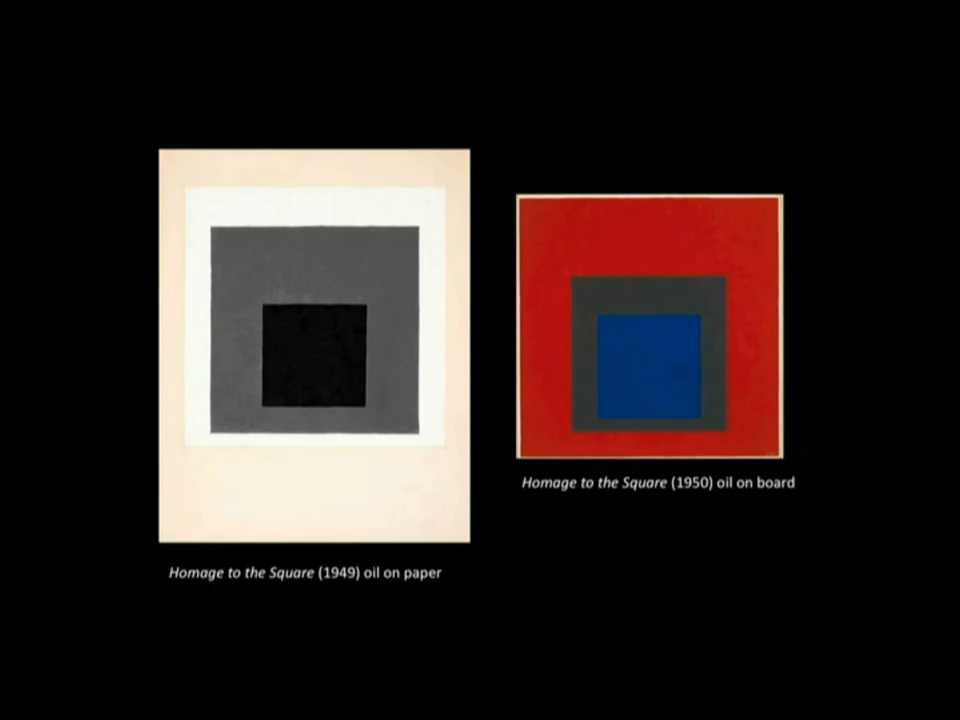 Homage to the Square (1950) oil on board
Homage to the Square (1949) oil on paper